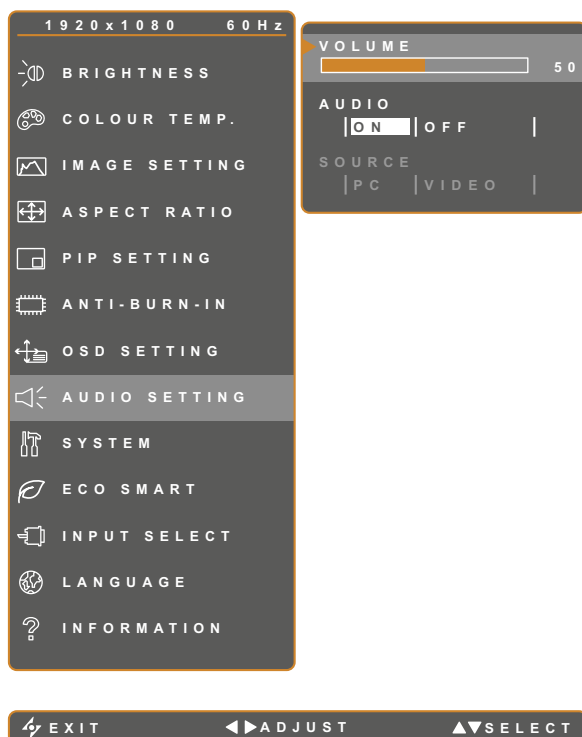 1920x1080 60Hz
BRIGHTNESS
COLOUR TEMP.
IMAGE SETTING
ASPECT RATIO
PIP SETTING
ANTI-BURN-IN
OSD SETTING
AUDIO SETTING
SYSTEM
ECO SMART
INPUT SELECT
LANGUAGE
INFORMATION
VOLUME
50
AUDIO
ON OFF
SOURCE
PC VIDEO
EXIT ADJUST SELECT